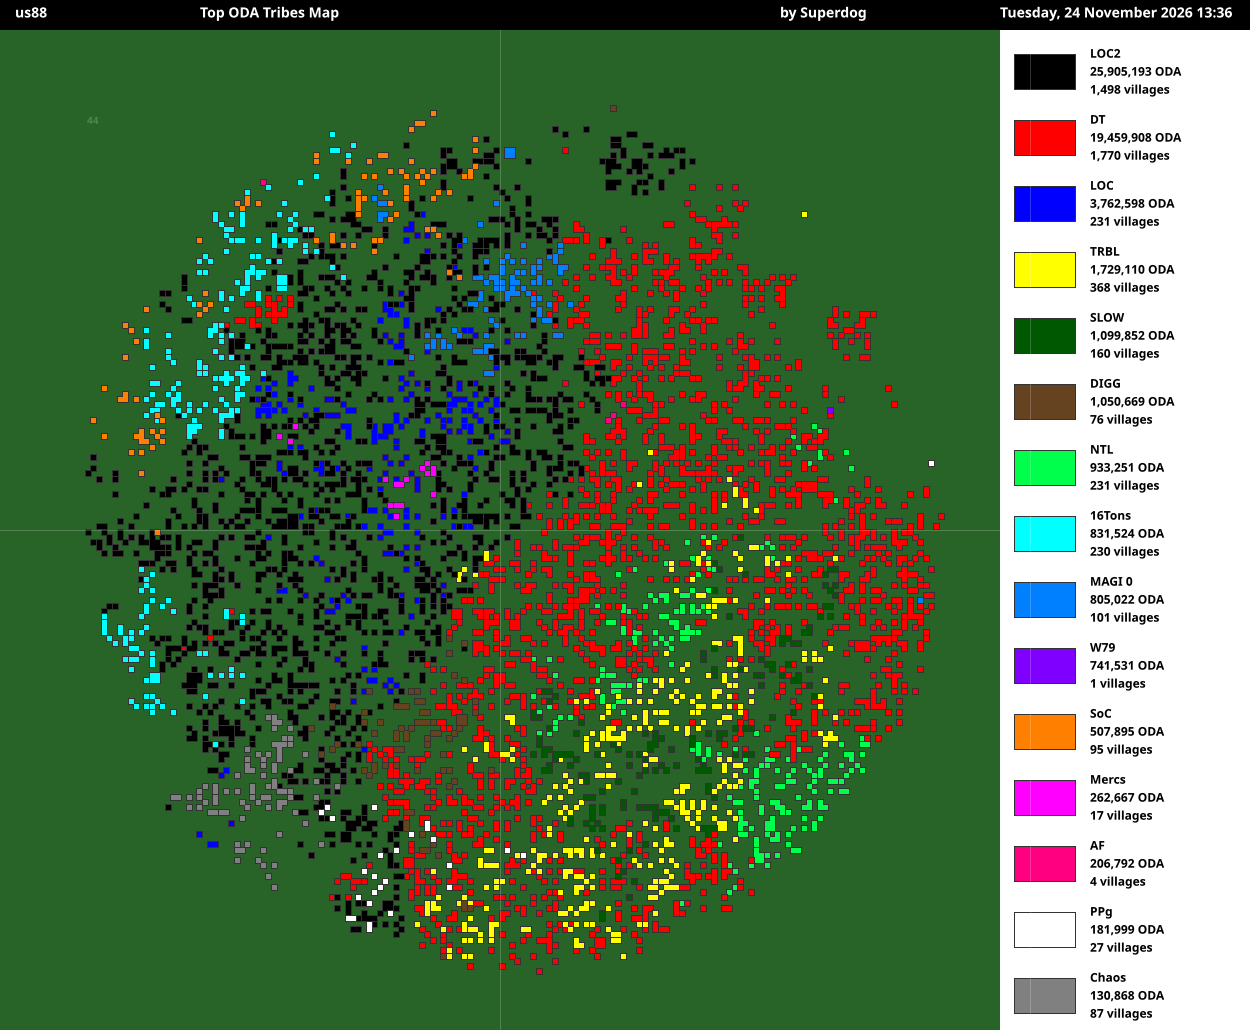 us88 Top ODA Tribes Map by Superdog Tuesday, 24 November 2026 13:36
44
LOC2
25,905,193 ODA
1,498 villages
DT
19,459,908 ODA
1,770 villages
LOC
3,762,598 ODA
231 villages
TRBL
1,729,110 ODA
368 villages
SLOW
1,099,852 ODA
160 villages
DIGG
1,050,669 ODA
76 villages
NTL
933,251 ODA
231 villages
16Tons
831,524 ODA
230 villages
MAGI 0
805,022 ODA
101 villages
W79
741,531 ODA
1 villages
SoC
507,895 ODA
95 villages
Mercs
262,667 ODA
17 villages
AF
206,792 ODA
4 villages
PPg
181,999 ODA
27 villages
Chaos
130,868 ODA
87 villages